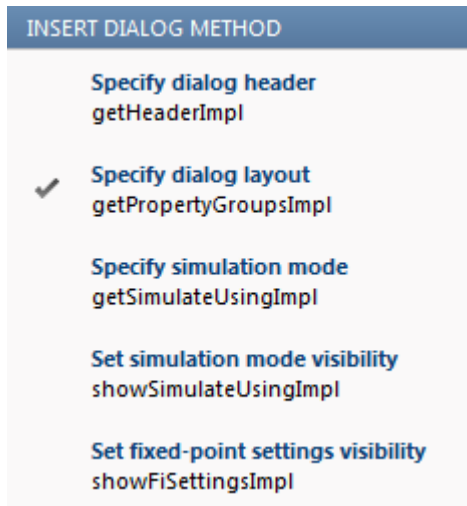 INSERT DIALOG METHOD
Specify dialog header
getHeaderImpl
Specify dialog layout
getPropertyGroupsImpl
Specify simulation mode
getSimulateUsingImpl
Set simulation mode visibility
showSimulateUsingImpl
Set fixed-point settings visibility
showFiSettingsImpl